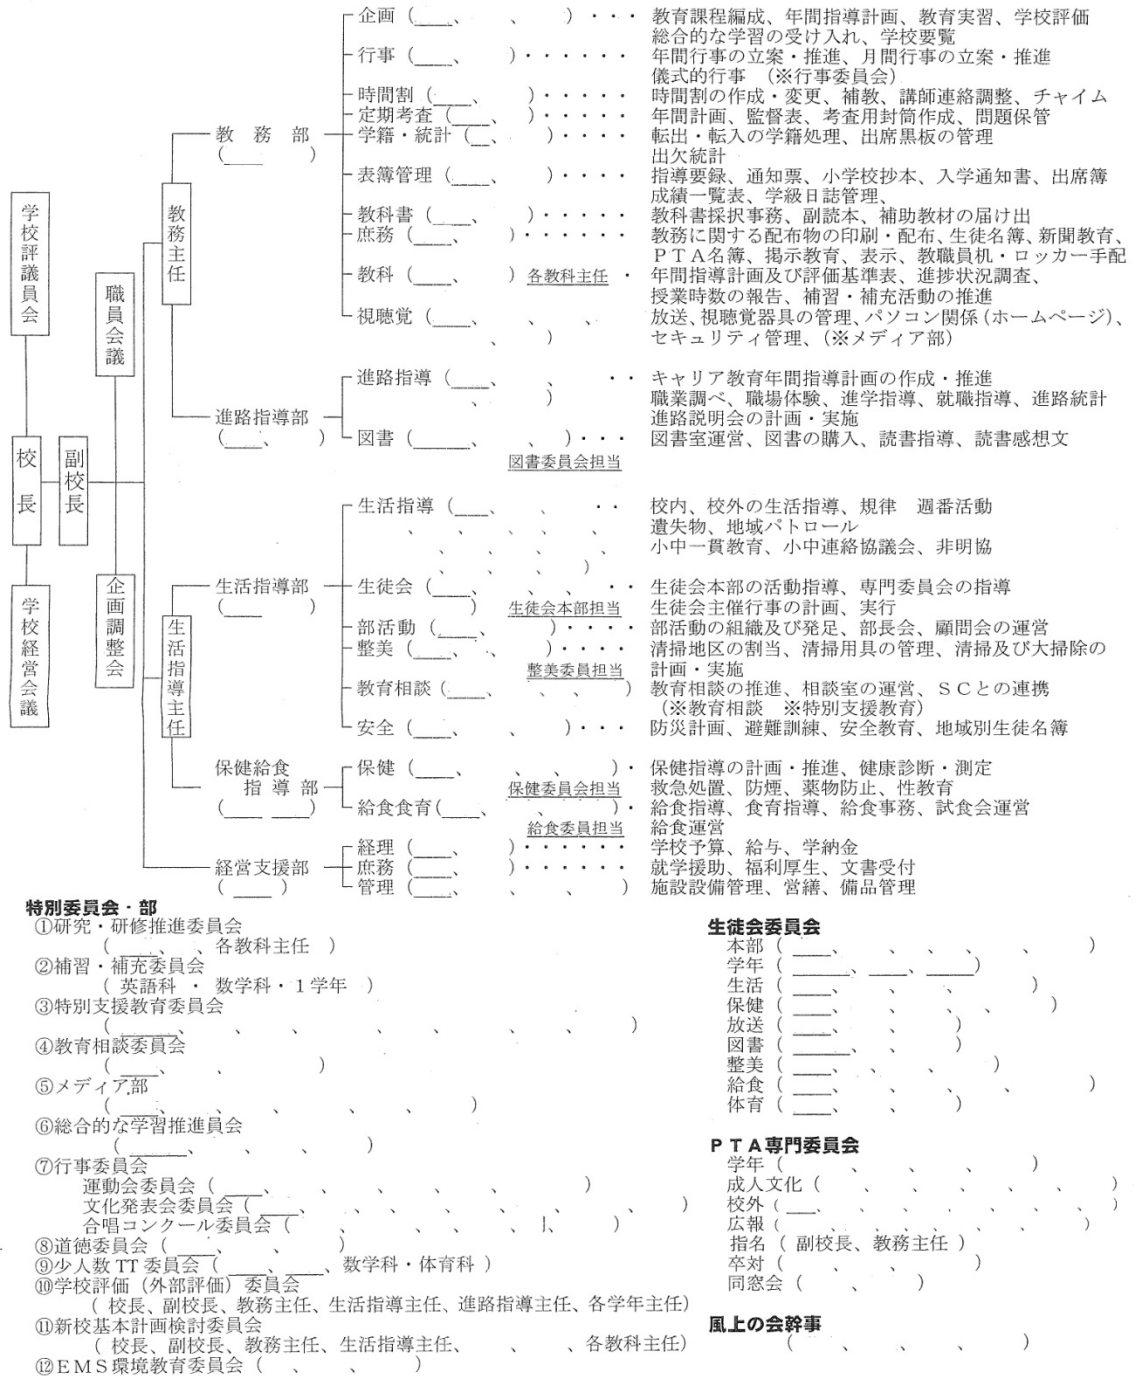 企画（　　、　　、　　）・・・　教育課程編成、年間指導計画、教育実習、学校評価
総合的な学習の受け入れ、学校要覧
行事（　　、　　）・・・・・・　年間行事の立案・推進、月間行事の立案・推進
儀式的行事　（※行事委員会）
時間割（　　、　　）・・・・・　時間割の作成・変更、補教、講師連絡調整、チャイム
定期考査（　　、　　）・・・・・　年間計画、監督表、考査用封筒作成、問題保管
教　務　部　学籍・統計（　　、　　）・・・・　転出・転入の学籍処理、出席黒板の管理
（　　　　）　出欠統計
表簿管理（　　、　　）・・・・　指導要録、通知票、小学校抄本、入学通知書、出席簿
成績一覧表、学級日誌管理、
教科書（　　、　　）・・・・・　教科書採択事務、副読本、補助教材の届け出
庶務（　　、　　）・・・・・・　教務に関する配布物の印刷・配布、生徒名簿、新聞教育、
ＰＴＡ名簿、掲示教育、表示、教職員机・ロッカー手配
教科（　　、　　）各教科主任　・　年間指導計画及び評価基準表、進捗状況調査、
授業時数の報告、補習・補充活動の推進
視聴覚（　　、　　、　　、　放送、視聴覚器具の管理、パソコン関係（ホームページ）、
、　　）　セキュリティ管理、（※メディア部）
学校評議員会
教務主任
職員会議
進路指導（　　、　　、　　・・　キャリア教育年間指導計画の作成・推進
、　　）　職業調べ、職場体験、進学指導、就職指導、進路統計
進路指導部　進路説明会の計画・実施
（　　、　　）　図書（　　、　　、　　）・・・　図書室運営、図書の購入、読書指導、読書感想文
図書委員会担当
校長
副校長
生活指導（　　、　　、　　・・　校内、校外の生活指導、規律　週番活動
、　　、　　、　　、　　、　遺失物、地域パトロール
、　　、　　、　　、　小中一貫教育、小中連絡協議会、非明協
、　　、　　、　　）
生活指導部　生徒会（　　、　　、　　、　・・　生徒会本部の活動指導、専門委員会の指導
（　　　　）　）　生徒会本部担当　生徒会主催行事の計画、実行
部活動（　　、　　）・・・・　部活動の組織及び発足、部長会、顧問会の運営
整美（　　、　　、　　）・・・・　清掃地区の割当、清掃用具の管理、清掃及び大掃除の
整美委員担当　計画・実施
教育相談（　　、　　、　　、　　）　教育相談の推進、相談室の運営、ＳＣとの連携
（※教育相談　※特別支援教育）
安全（　　、　　、　　）・・・　防災計画、避難訓練、安全教育、地域別生徒名簿
学校経営会議
企画調整会
生活指導主任
保健給食　保健（　　、　　、　　、　　）・　保健指導の計画・推進、健康診断・測定
指　導　部　保健委員会担当　救急処置、防煙、薬物防止、性教育
（　　　　）　給食食育（　　、　　、　　）・　給食指導、食育指導、給食事務、試食会運営
給食委員担当　給食運営
経理（　　、　　）・・・・・・　学校予算、給与、学納金
経営支援部　庶務（　　、　　）・・・・・・　就学援助、福利厚生、文書受付
（　　　　）　管理（　　、　　、　　、　　）　施設設備管理、営繕、備品管理
特別委員会・部
①研究・研修推進委員会
（　　、　　、各教科主任　）
②補習・補充委員会
（ 英語科　・　数学科・１学年　）
③特別支援教育委員会
（　　、　　、　　、　　、　　、　　、　　）
④教育相談委員会
（　　、　　、　　）
⑤メディア部
（　　、　　、　　、　　、　　）
⑥総合的な学習推進員会
（　　、　　、　　）
⑦行事委員会
運動会委員会（　　、　　、　　、　　、　　）
文化発表会委員会（　　、　　、　　、　　、　　、　　、　　）
合唱コンクール委員会（　　、　　、　　、　　、　　）
⑧道徳委員会（　　、　　、　　）
⑨少人数 TT 委員会（　　、　　、数学科・体育科 ）
⑩学校評価（外部評価）委員会
（ 校長、副校長、教務主任、生活指導主任、進路指導主任、各学年主任）
⑪新校基本計画検討委員会
（ 校長、副校長、教務主任、生活指導主任、　　、　　、各教科主任）
⑫ＥＭＳ環境教育委員会（　　、　　、　　）
生徒会委員会
本部（　　、　　、　　、　　、　　、　　）
学年（　　、　　、　　）
生活（　　、　　、　　、　　）
保健（　　、　　、　　、　　、　　）
放送（　　、　　、　　）
図書（　　、　　、　　）
整美（　　、　　、　　、　　）
給食（　　、　　、　　、　　、　　）
体育（　　、　　、　　）
ＰＴＡ専門委員会
学年（　　、　　、　　、　　）
成人文化（　　、　　、　　、　　、　　、　　）
校外（　　、　　、　　、　　、　　、　　、　　）
広報（　　、　　、　　、　　、　　、　　、　　）
指名（ 副校長、教務主任 ）
卒対（　　、　　、　　）
同窓会（　　、　　）
風上の会幹事
（　　、　　、　　、　　）